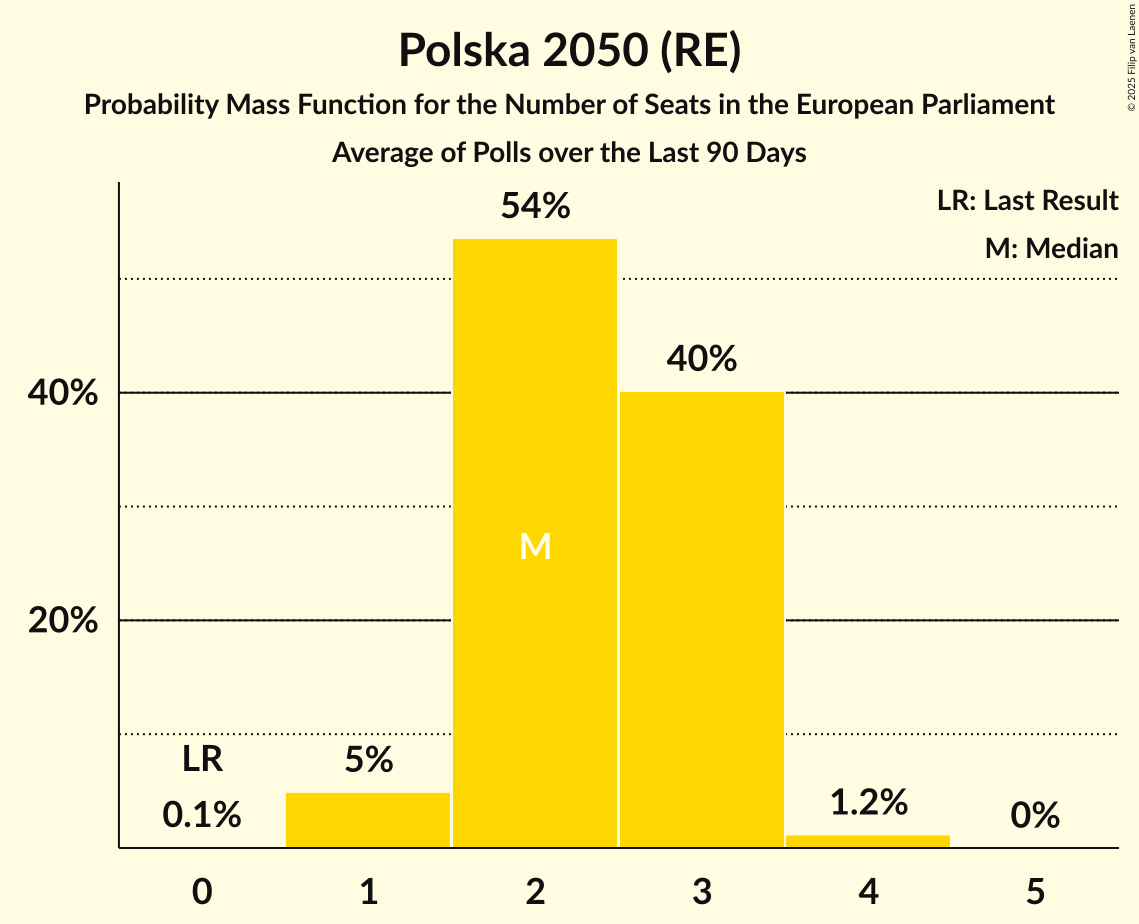 Polska 2050 (RE)
Probability Mass Function for the Number of Seats in the European Parliament
Average of Polls over the Last 90 Days
© 2025 Filip van Laenen
LR: Last Result
M: Median
54%
40%
40%
M
20%
LR
5%
0.1%
1.2%
0%
0 1 2 3 4 5